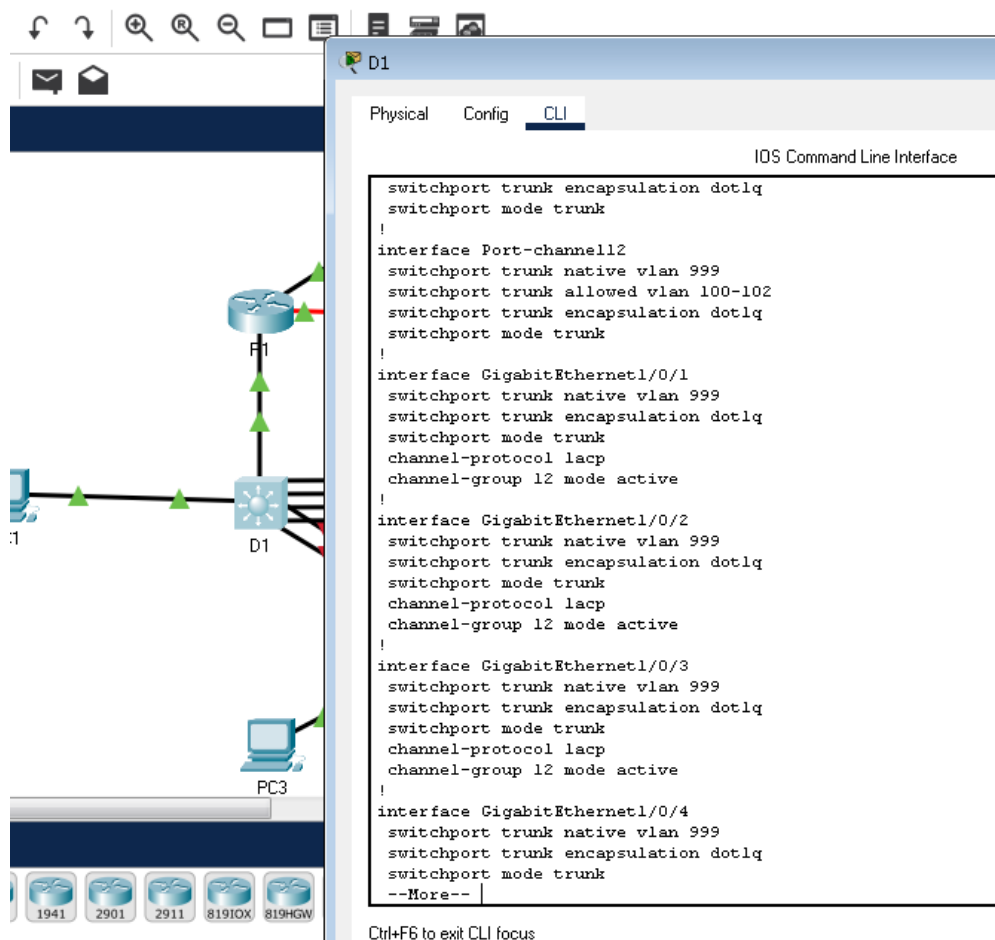 D1
Physical Config CLI
IOS Command Line Interface
switchport trunk encapsulation dot1q
switchport mode trunk
!
interface Port-channel12
switchport trunk native vlan 999
switchport trunk allowed vlan 100-102
switchport trunk encapsulation dot1q
switchport mode trunk
!
interface GigabitEthernet1/0/1
switchport trunk native vlan 999
switchport trunk encapsulation dot1q
switchport mode trunk
channel-protocol lacp
channel-group 12 mode active
!
interface GigabitEthernet1/0/2
switchport trunk native vlan 999
switchport trunk encapsulation dot1q
switchport mode trunk
channel-protocol lacp
channel-group 12 mode active
!
interface GigabitEthernet1/0/3
switchport trunk native vlan 999
switchport trunk encapsulation dot1q
switchport mode trunk
channel-protocol lacp
channel-group 12 mode active
!
interface GigabitEthernet1/0/4
switchport trunk native vlan 999
switchport trunk encapsulation dot1q
switchport mode trunk
--More--
Ctrl+F6 to exit CLI focus
D1
PC3
1941 2901 2911 819IOX 819HGW